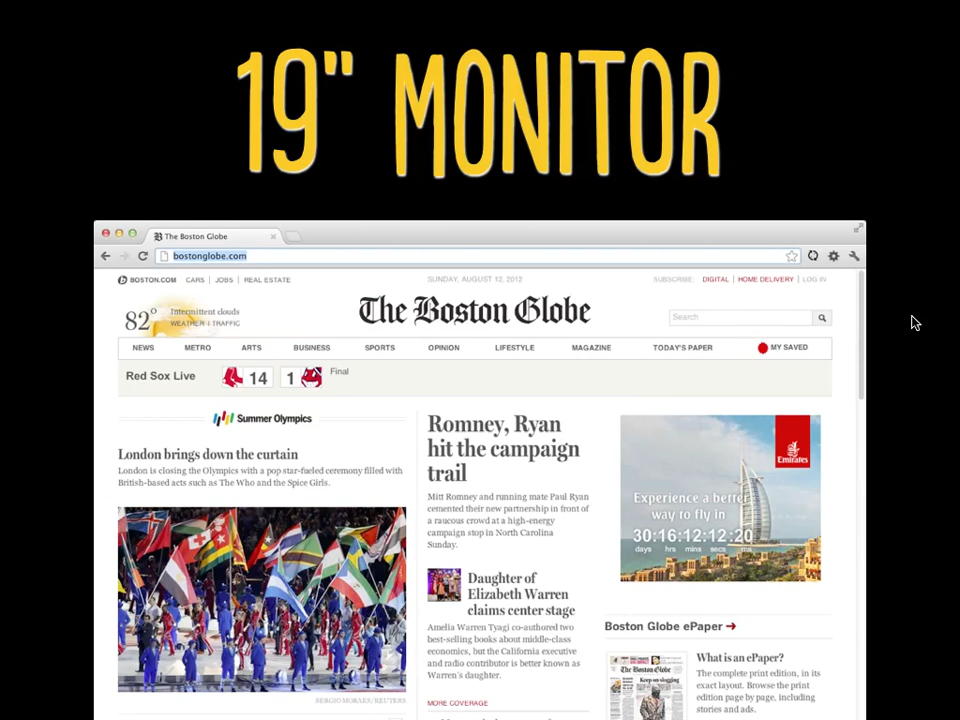 19" MONITOR
The Boston Globe
bostonglobe.com
BOSTON.COM CARS | JOBS | REAL ESTATE
SUNDAY, AUGUST 12, 2012
SUBSCRIBE: DIGITAL | HOME DELIVERY | LOG IN
82°
Intermittent clouds
WEATHER | TRAFFIC
The Boston Globe
Search
NEWS METRO ARTS BUSINESS SPORTS OPINION LIFESTYLE MAGAZINE TODAY'S PAPER MY SAVED
Red Sox Live 14 1 Final
Summer Olympics
London brings down the curtain
London is closing the Olympics with a pop star-fueled ceremony filled with
British-based acts such as The Who and the Spice Girls.
SERGIO MORAES/REUTERS
Romney, Ryan
hit the campaign
trail
Mitt Romney and running mate Paul Ryan
cemented their new partnership in front of
a raucous crowd at a high-energy
campaign stop in North Carolina
Sunday.
Daughter of
Elizabeth Warren
claims center stage
Amelia Warren Tyagi co-authored two
best-selling books about middle-class
economics, but the California executive
and radio contributor is better known as
Warren's daughter.
MORE COVERAGE
Emirates
Experience a better
way to fly in
30:16:12:12:20
days hrs mins secs ms
Boston Globe ePaper
The Boston Globe
Keep on slogging
What is an ePaper?
The complete print edition, in its
exact layout. Browse the print
edition page by page, including
stories and ads.